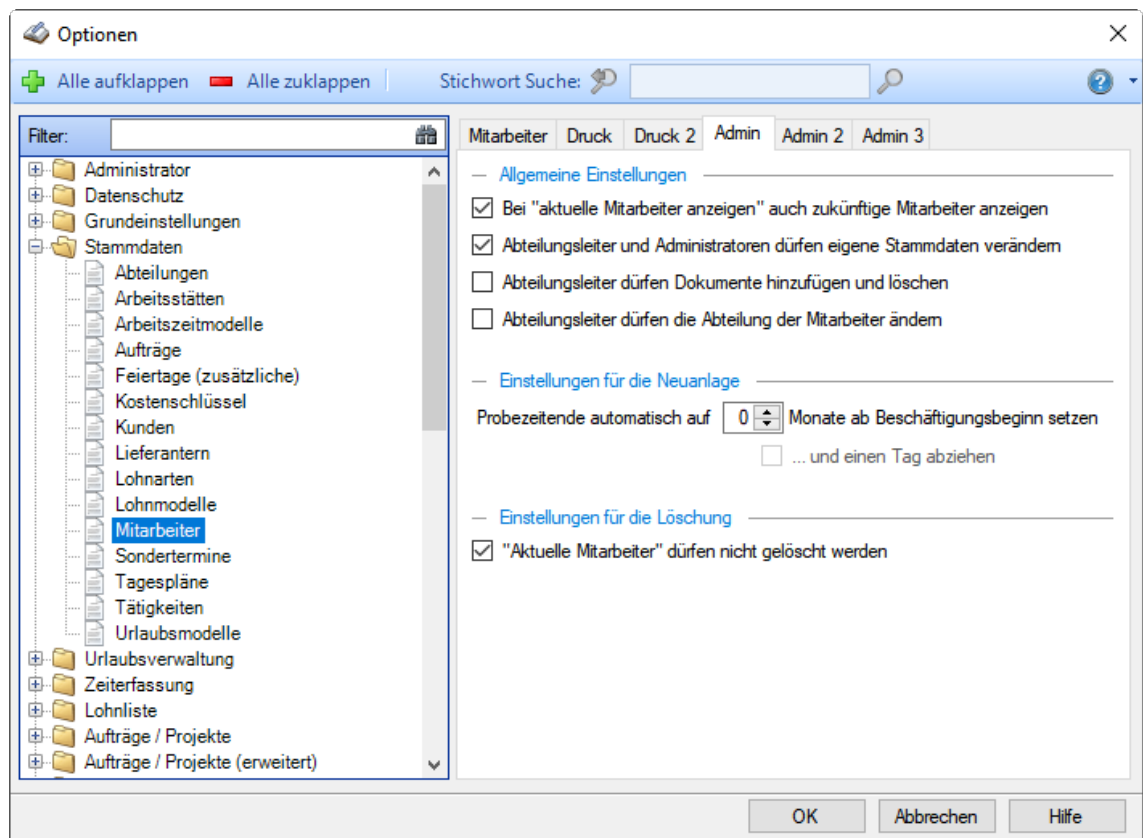 Optionen
Alle aufklappen Alle zuklappen Stichwort Suche:
Filter:
Administrator
Datenschutz
Grundeinstellungen
Stammdaten
Abteilungen
Arbeitsstätten
Arbeitszeitmodelle
Aufträge
Feiertage (zusätzliche)
Kostenschlüssel
Kunden
Lieferantern
Lohnarten
Lohnmodelle
Mitarbeiter
Sondertermine
Tagespläne
Tätigkeiten
Urlaubsmodelle
Urlaubsverwaltung
Zeiterfassung
Lohnliste
Aufträge / Projekte
Aufträge / Projekte (erweitert)
Mitarbeiter Druck Druck 2 Admin Admin 2 Admin 3
Allgemeine Einstellungen
Bei "aktuelle Mitarbeiter anzeigen" auch zukünftige Mitarbeiter anzeigen
Abteilungsleiter und Administratoren dürfen eigene Stammdaten verändern
Abteilungsleiter dürfen Dokumente hinzufügen und löschen
Abteilungsleiter dürfen die Abteilung der Mitarbeiter ändern
Einstellungen für die Neuanlage
Probezeitende automatisch auf 0 Monate ab Beschäftigungsbeginn setzen
... und einen Tag abziehen
Einstellungen für die Löschung
"Aktuelle Mitarbeiter" dürfen nicht gelöscht werden
OK Abbrechen Hilfe